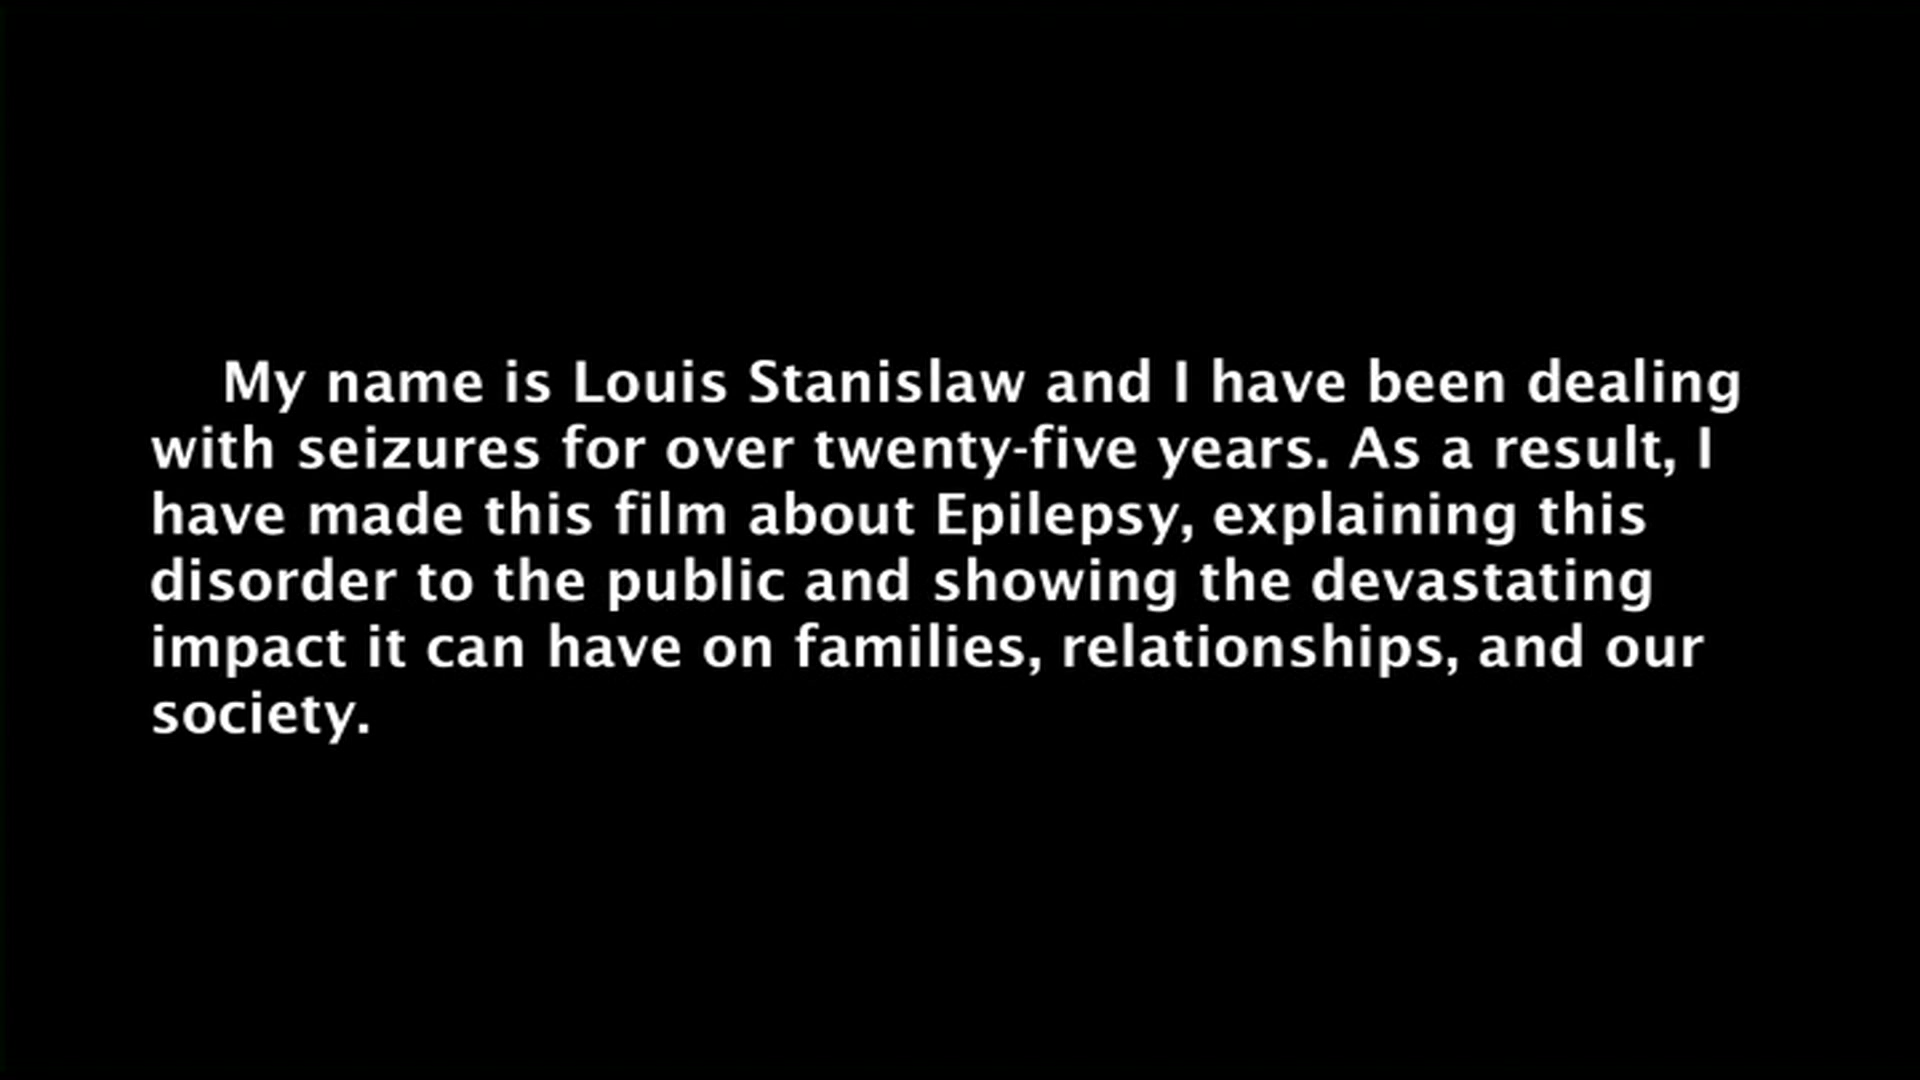 My name is Louis Stanislaw and I have been dealing
with seizures for over twenty-five years. As a result, I
have made this film about Epilepsy, explaining this
disorder to the public and showing the devastating
impact it can have on families, relationships, and our
society.